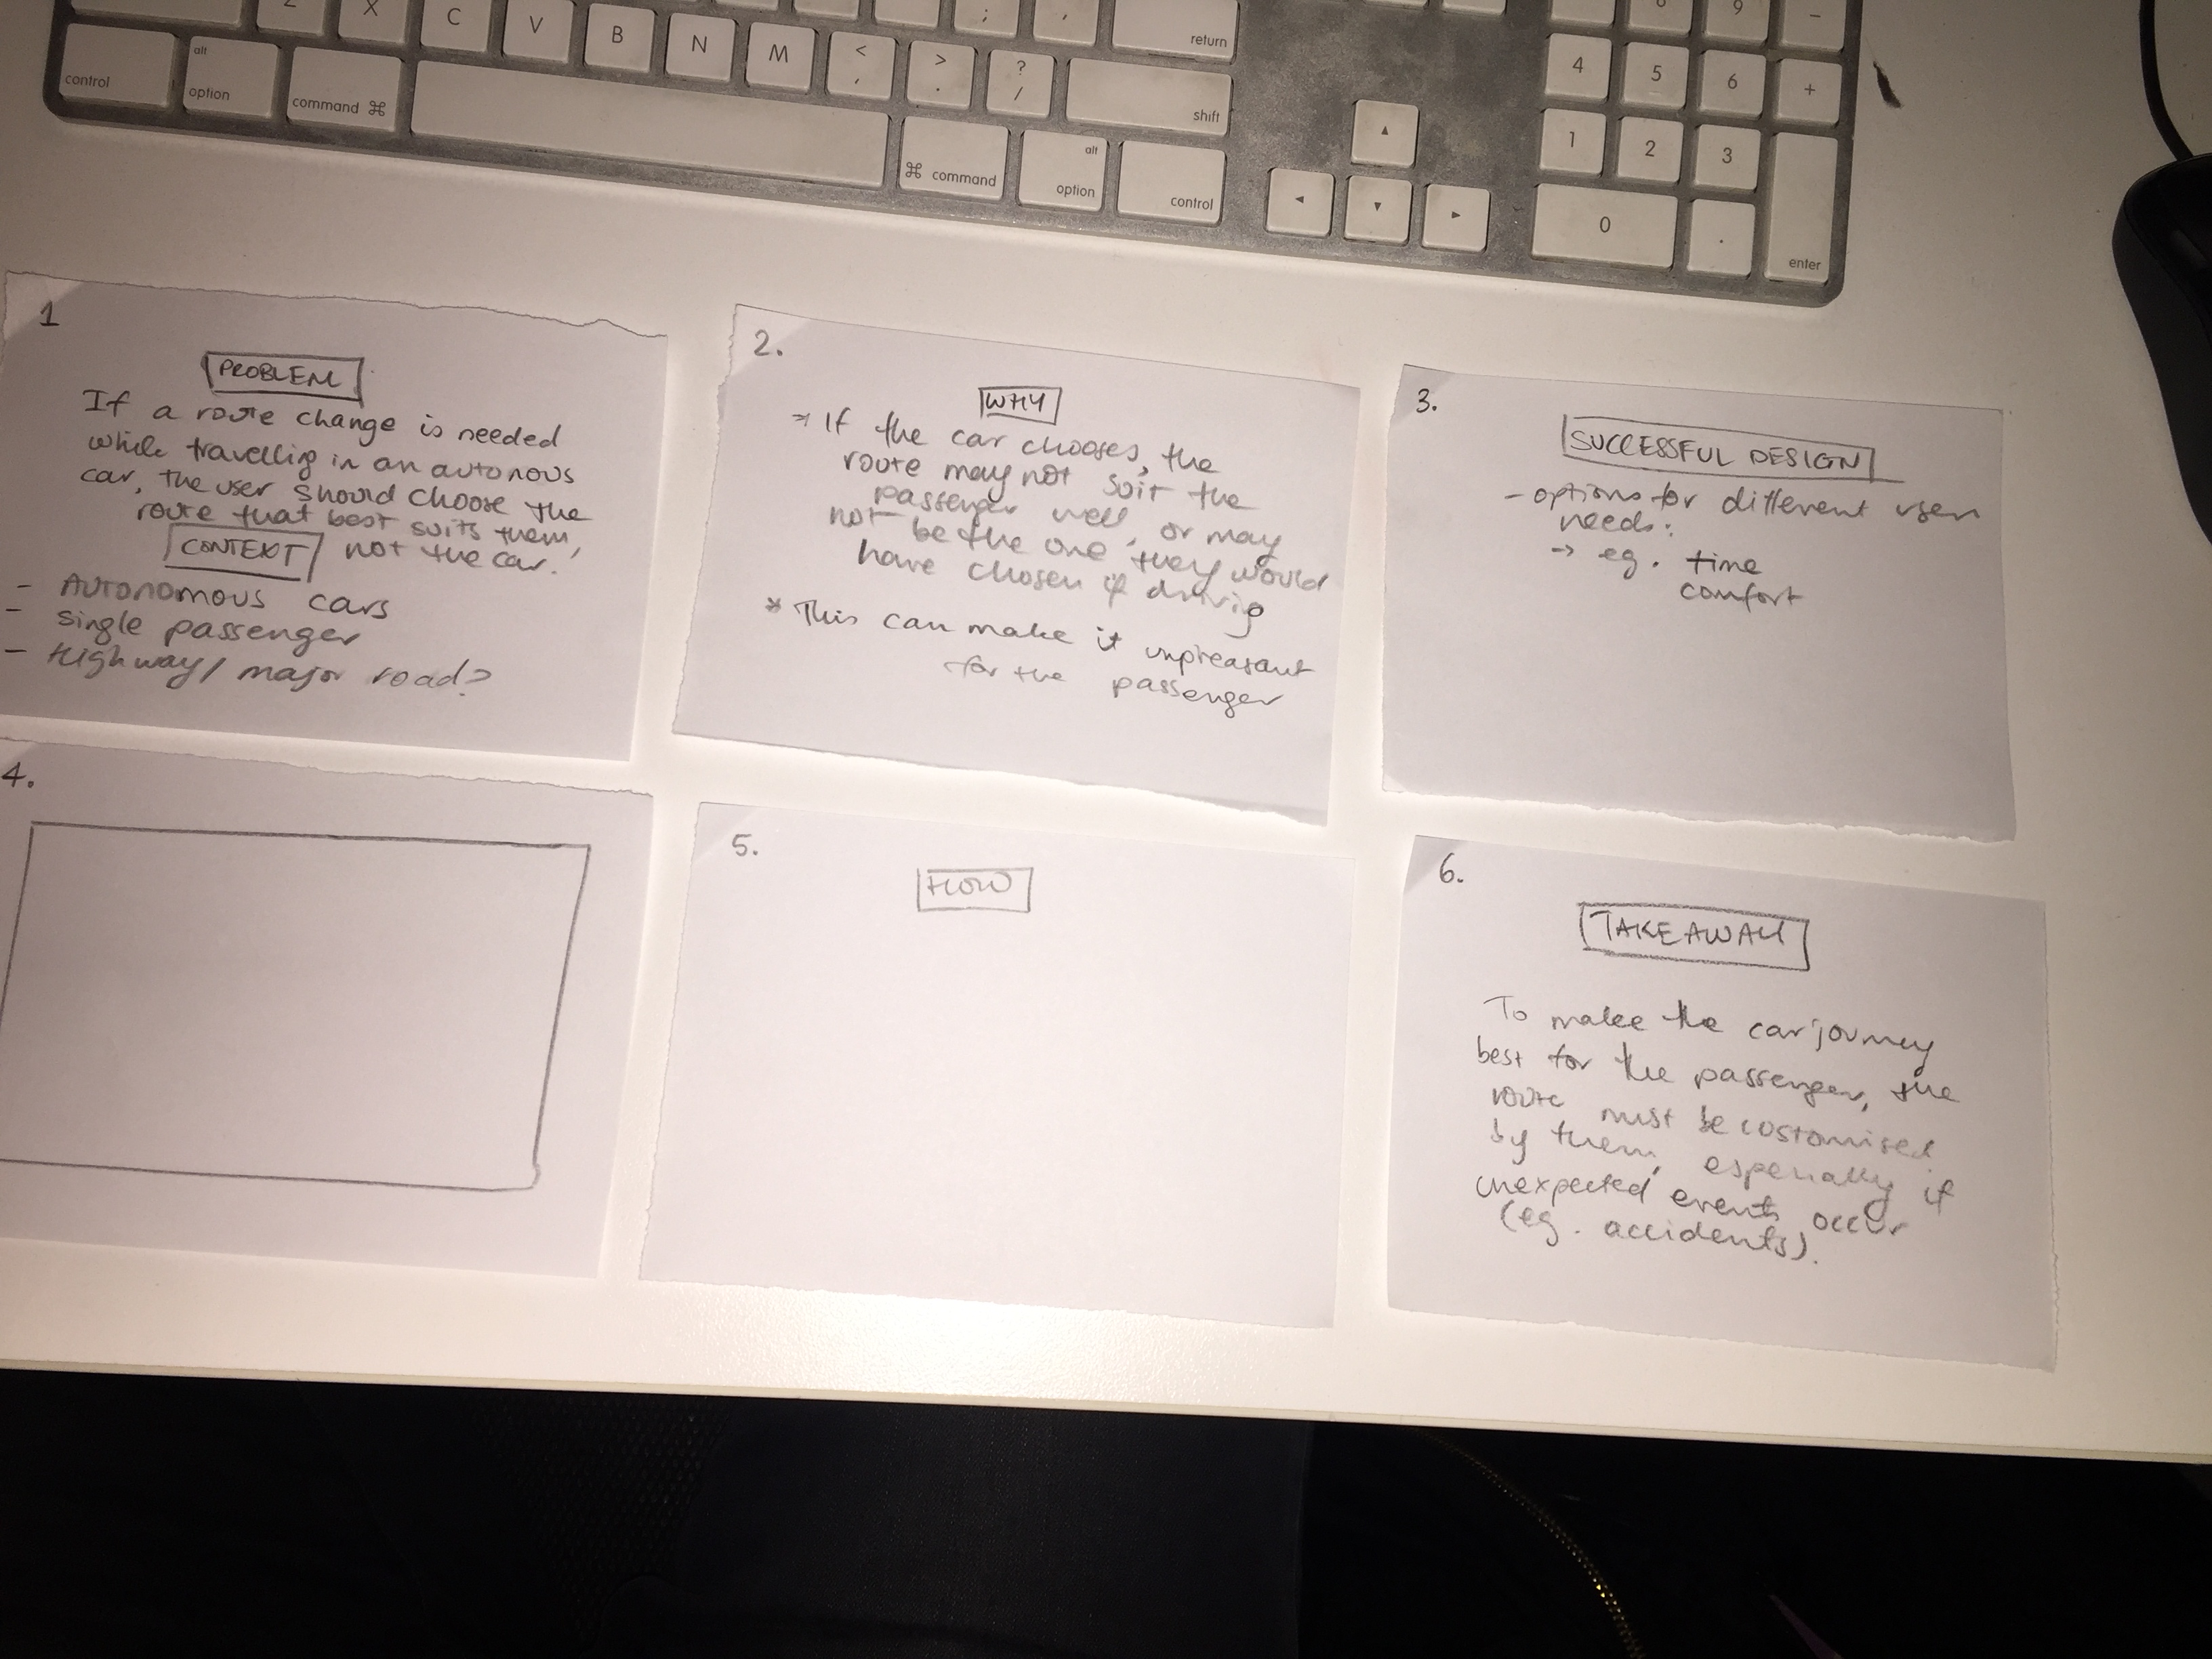 Z X C V B N M < , > . ? / ; , return
control alt option command ⌘ ⌘ command alt option control shift
▲ ◄ ▼ ►
6 9 -
4 5 6 +
1 2 3
0 . enter
1
PROBLEM
If a route change is needed
while travellig in an autonous
car, the user should choose the
route that best suits them,
not the car.
CONTEXT
- Autonomous cars
- single passenger
- Highway/ major road?
2.
WHY
* If the car chooses, the
route may not suit the
passenger well, or may
not be the one they would
have chosen if drivig
* This can make it unpleasant
for the passenger
3.
SUCCESSFUL DESIGN
- options for different user
needs:
→ eg. time
comfort
4.
5.
HOW
6.
TAKEAWAY
To make the car journey
best for the passenger, the
route must be costomised
by them, especially if
unexpected events occur
(eg. accidents).